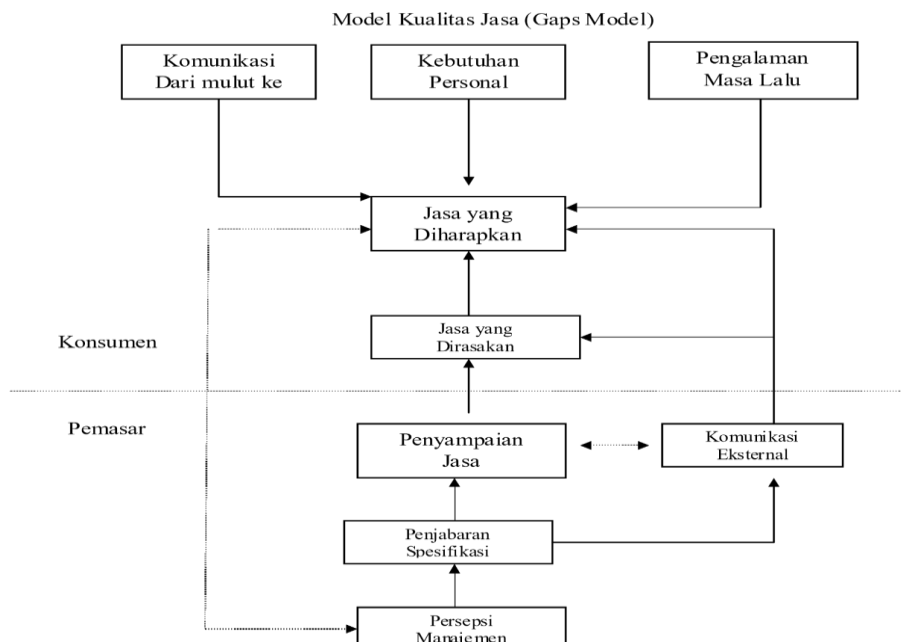 Model Kualitas Jasa (Gaps Model)
Komunikasi
Dari mulut ke
Kebutuhan
Personal
Pengalaman
Masa Lalu
Jasa yang
Diharapkan
Jasa yang
Dirasakan
Konsumen
Pemasar
Penyampaian
Jasa
Komunikasi
Eksternal
Penjabaran
Spesifikasi
Persepsi
Manajemen